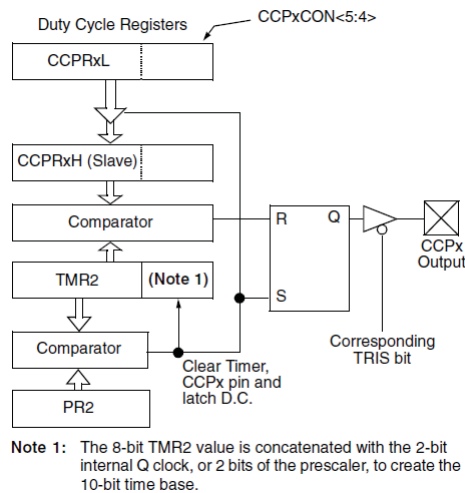 Duty Cycle Registers
CCPxCON<5:4>
CCPRxL
CCPRxH (Slave)
Comparator
R
Q
CCPx
Output
TMR2
(Note 1)
S
Comparator
Clear Timer,
CCPx pin and
latch D.C.
Corresponding
TRIS bit
PR2
Note 1: The 8-bit TMR2 value is concatenated with the 2-bit
internal Q clock, or 2 bits of the prescaler, to create the
10-bit time base.